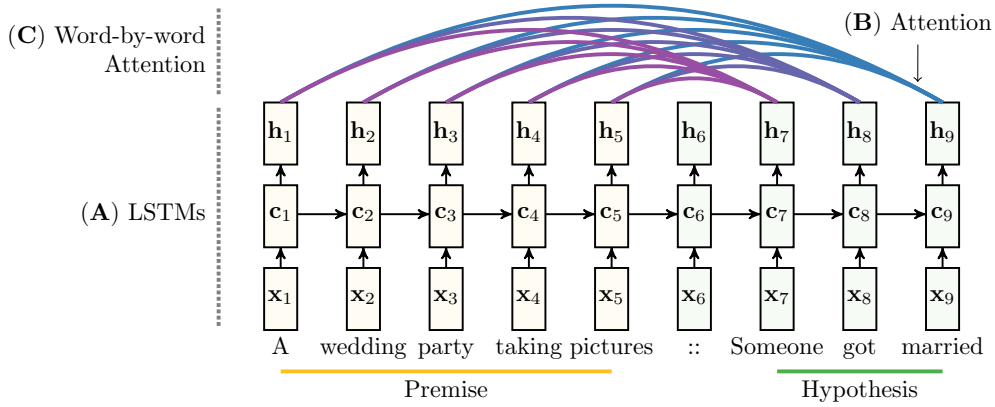 (C) Word-by-word
Attention
(B) Attention
h1 h2 h3 h4 h5 h6 h7 h8 h9
(A) LSTMs
c1 c2 c3 c4 c5 c6 c7 c8 c9
x1 x2 x3 x4 x5 x6 x7 x8 x9
A wedding party taking pictures :: Someone got married
Premise Hypothesis